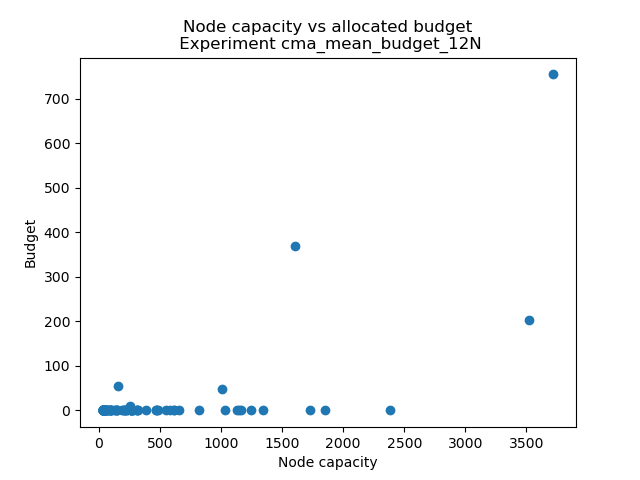 Node capacity vs allocated budget
Experiment cma_mean_budget_12N
Budget
700
600
500
400
300
200
100
0
0 500 1000 1500 2000 2500 3000 3500
Node capacity